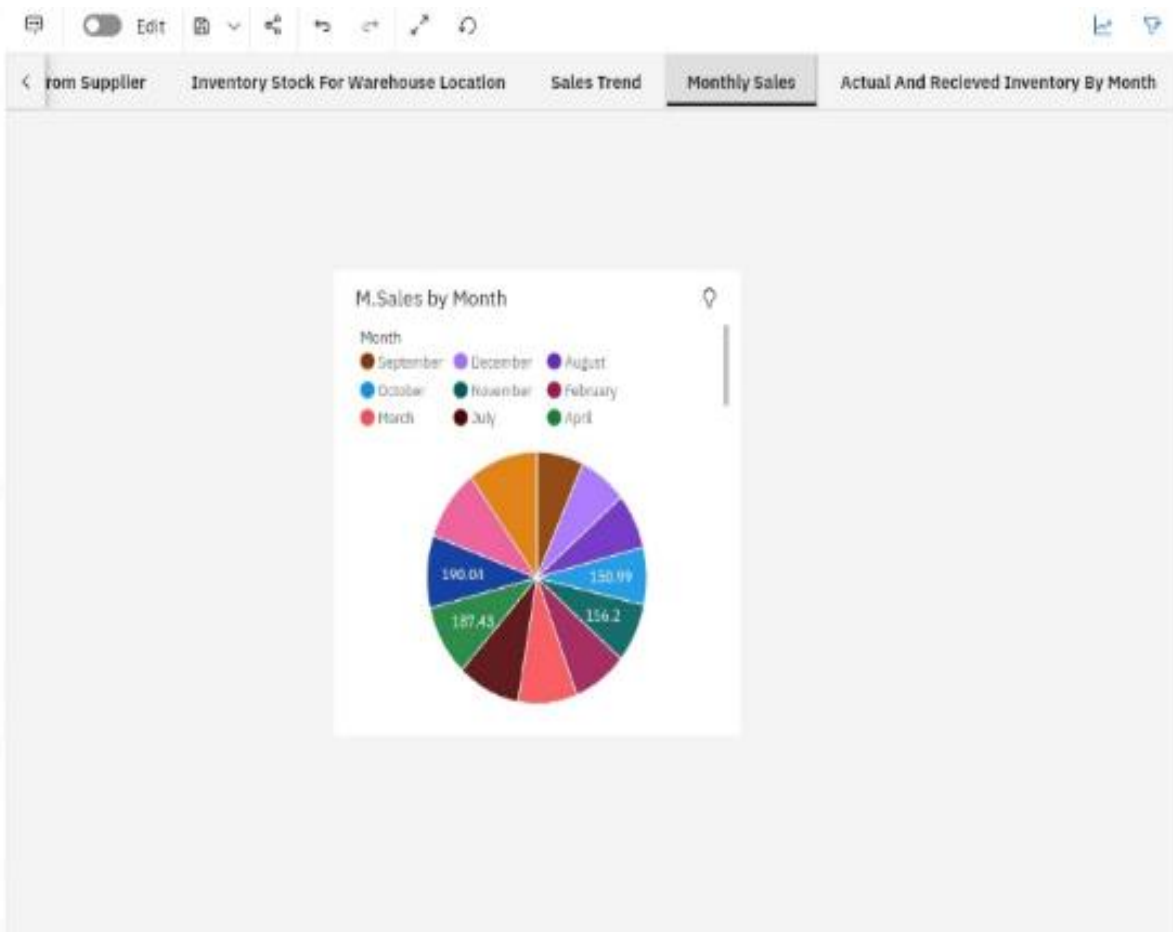 Edit
rom Supplier Inventory Stock For Warehouse Location Sales Trend Monthly Sales Actual And Recieved Inventory By Month
M.Sales by Month
Month
September December August
October November February
March July April
190.04 150.99
187.43 156.2